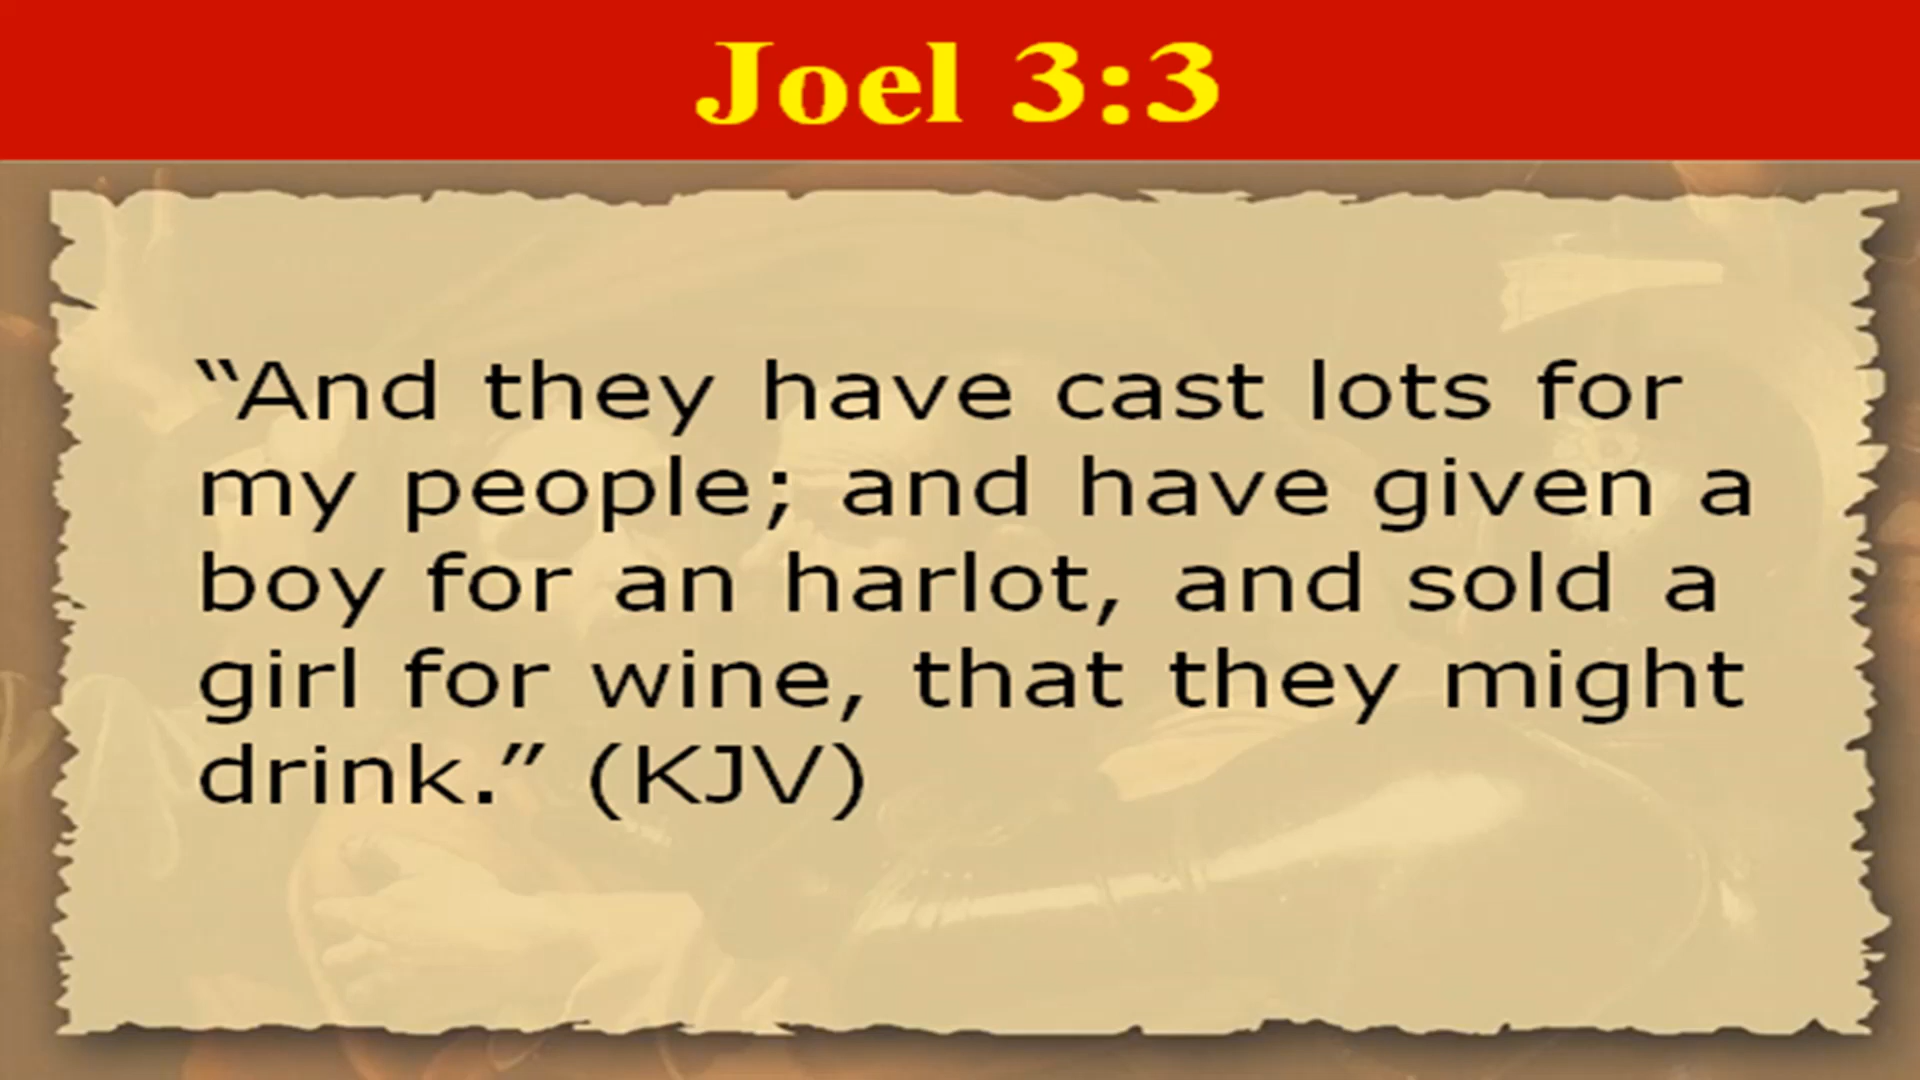 Joel 3:3
“And they have cast lots for
my people; and have given a
boy for an harlot, and sold a
girl for wine, that they might
drink.” (KJV)